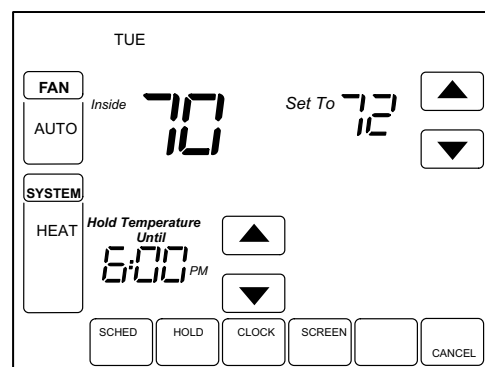 TUE
FAN
AUTO
Inside 70
Set To 72
SYSTEM
HEAT
Hold Temperature
Until
6:00 PM
SCHED HOLD CLOCK SCREEN CANCEL